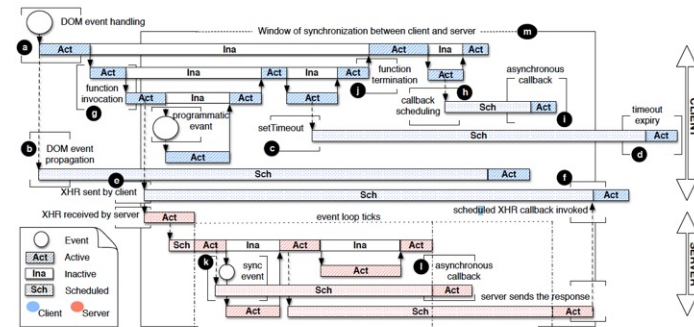 DOM event handling
Window of synchronization between client and server
m
a
Act Ina Act Ina Act
Act Ina Act Ina Act
function invocation
g
j
function termination
Act
h
asynchronous callback
Act Ina Act
Act
callback scheduling
Sch Act
i
programmatic evant
setTimeout
c
Sch Act
timeout expiry
d
Act
b
DOM event propagation
Sch Act
f
e
XHR sent by client
Sch Act
scheduled XHR callback invoked
XHR received by server
Act
event loop ticks
Sch Act Ina Act Ina Act
k
sync event
Act
l
asynchronous callback
Sch Act
server sends the response
Act
Sch Act
Event
Act Active
Ina Inactive
Sch Scheduled
Client Server
CLIENT
SERVER